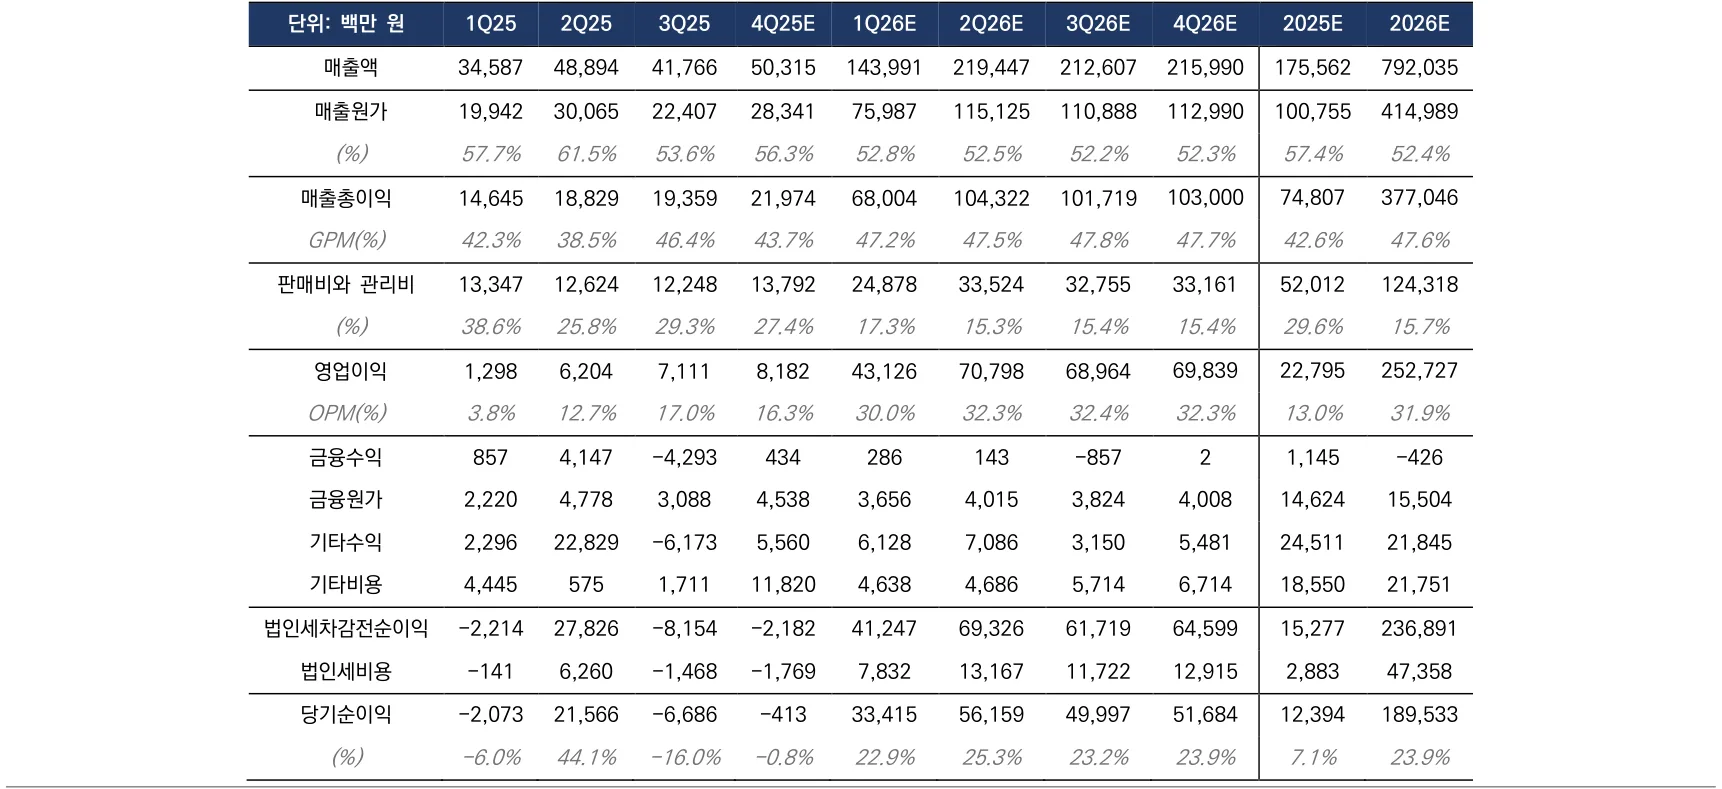 단위: 백만 원 1Q25 2Q25 3Q25 4Q25E 1Q26E 2Q26E 3Q26E 4Q26E 2025E 2026E
매출액 34,587 48,894 41,766 50,315 143,991 219,447 212,607 215,990 175,562 792,035
매출원가 19,942 30,065 22,407 28,341 75,987 115,125 110,888 112,990 100,755 414,989
(%) 57.7% 61.5% 53.6% 56.3% 52.8% 52.5% 52.2% 52.3% 57.4% 52.4%
매출총이익 14,645 18,829 19,359 21,974 68,004 104,322 101,719 103,000 74,807 377,046
GPM(%) 42.3% 38.5% 46.4% 43.7% 47.2% 47.5% 47.8% 47.7% 42.6% 47.6%
판매비와 관리비 13,347 12,624 12,248 13,792 24,878 33,524 32,755 33,161 52,012 124,318
(%) 38.6% 25.8% 29.3% 27.4% 17.3% 15.3% 15.4% 15.4% 29.6% 15.7%
영업이익 1,298 6,204 7,111 8,182 43,126 70,798 68,964 69,839 22,795 252,727
OPM(%) 3.8% 12.7% 17.0% 16.3% 30.0% 32.3% 32.4% 32.3% 13.0% 31.9%
금융수익 857 4,147 -4,293 434 286 143 -857 2 1,145 -426
금융원가 2,220 4,778 3,088 4,538 3,656 4,015 3,824 4,008 14,624 15,504
기타수익 2,296 22,829 -6,173 5,560 6,128 7,086 3,150 5,481 24,511 21,845
기타비용 4,445 575 1,711 11,820 4,638 4,686 5,714 6,714 18,550 21,751
법인세차감전순이익 -2,214 27,826 -8,154 -2,182 41,247 69,326 61,719 64,599 15,277 236,891
법인세비용 -141 6,260 -1,468 -1,769 7,832 13,167 11,722 12,915 2,883 47,358
당기순이익 -2,073 21,566 -6,686 -413 33,415 56,159 49,997 51,684 12,394 189,533
(%) -6.0% 44.1% -16.0% -0.8% 22.9% 25.3% 23.2% 23.9% 7.1% 23.9%